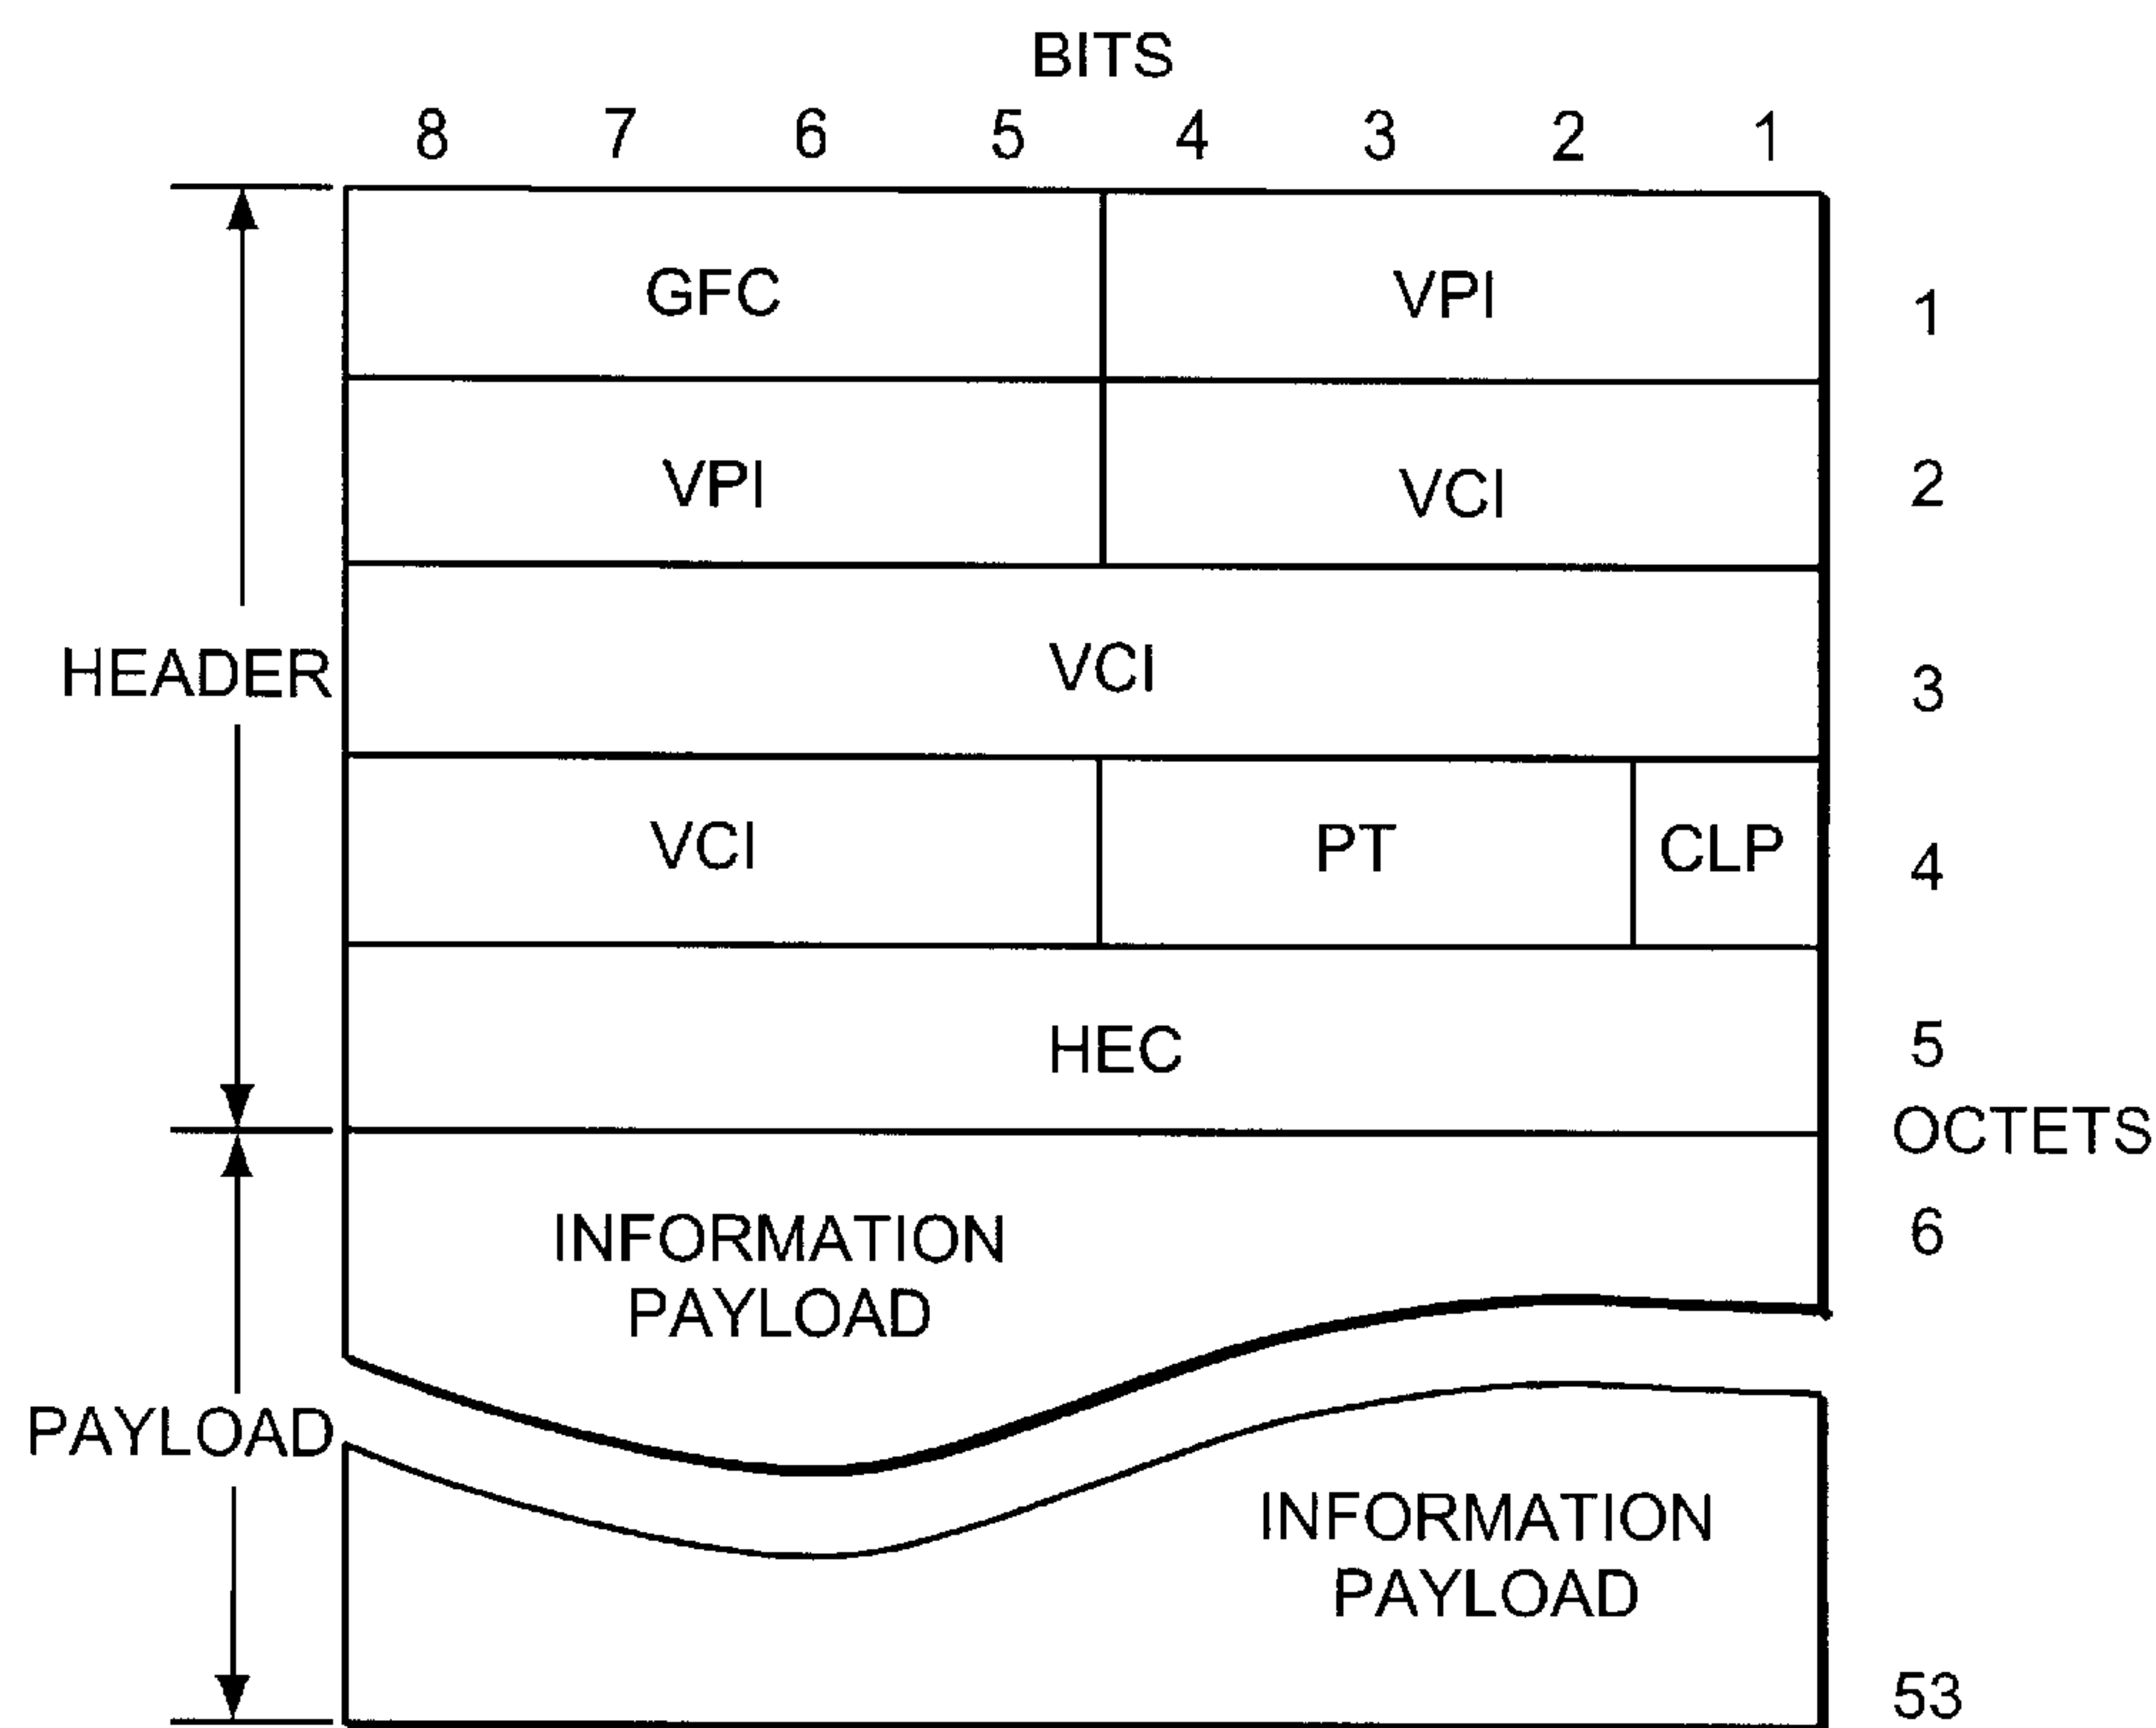 BITS
8 7 6 5 4 3 2 1
GFC VPI 1
VPI VCI 2
HEADER VCI 3
VCI PT CLP 4
HEC 5
OCTETS
INFORMATION 6
PAYLOAD
PAYLOAD
INFORMATION
PAYLOAD
53